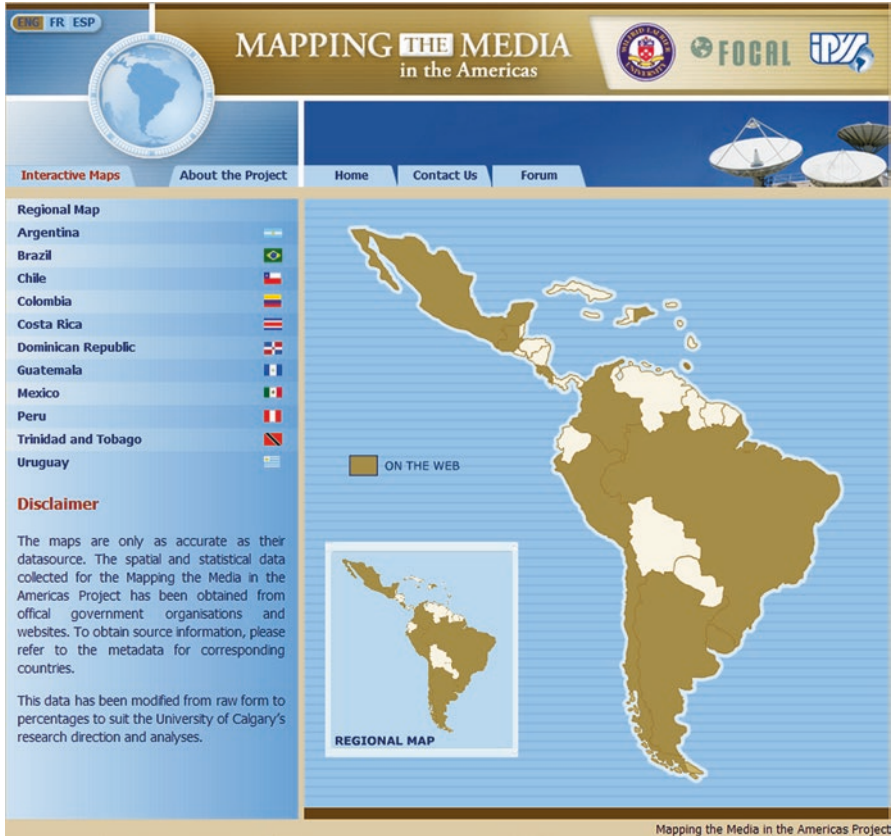 ENG FR ESP
MAPPING THE MEDIA
in the Americas
WILFRID LAURIER UNIVERSITY
FOCAL
iPYS
Interactive Maps
About the Project
Home
Contact Us
Forum
Regional Map
Argentina
Brazil
Chile
Colombia
Costa Rica
Dominican Republic
Guatemala
Mexico
Peru
Trinidad and Tobago
Uruguay
Disclaimer
The maps are only as accurate as their
datasource. The spatial and statistical data
collected for the Mapping the Media in the
Americas Project has been obtained from
offical government organisations and
websites. To obtain source information, please
refer to the metadata for corresponding
countries.
This data has been modified from raw form to
percentages to suit the University of Calgary's
research direction and analyses.
ON THE WEB
REGIONAL MAP
Mapping the Media in the Americas Project